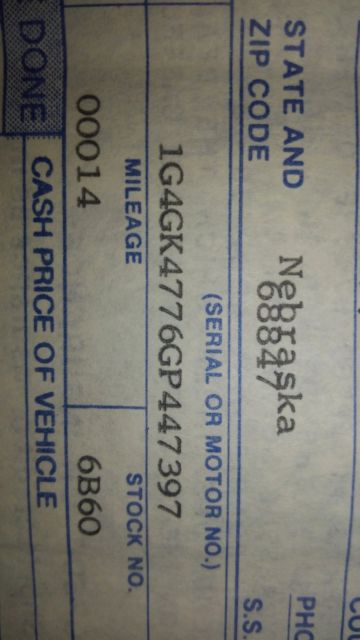 PHO
STATE AND
ZIP CODE
Nebraska
68847
S.S.
(SERIAL OR MOTOR NO.)
1G4GK4776GP447397
MILEAGE
STOCK NO.
00014
6B60
DONE
CASH PRICE OF VEHICLE